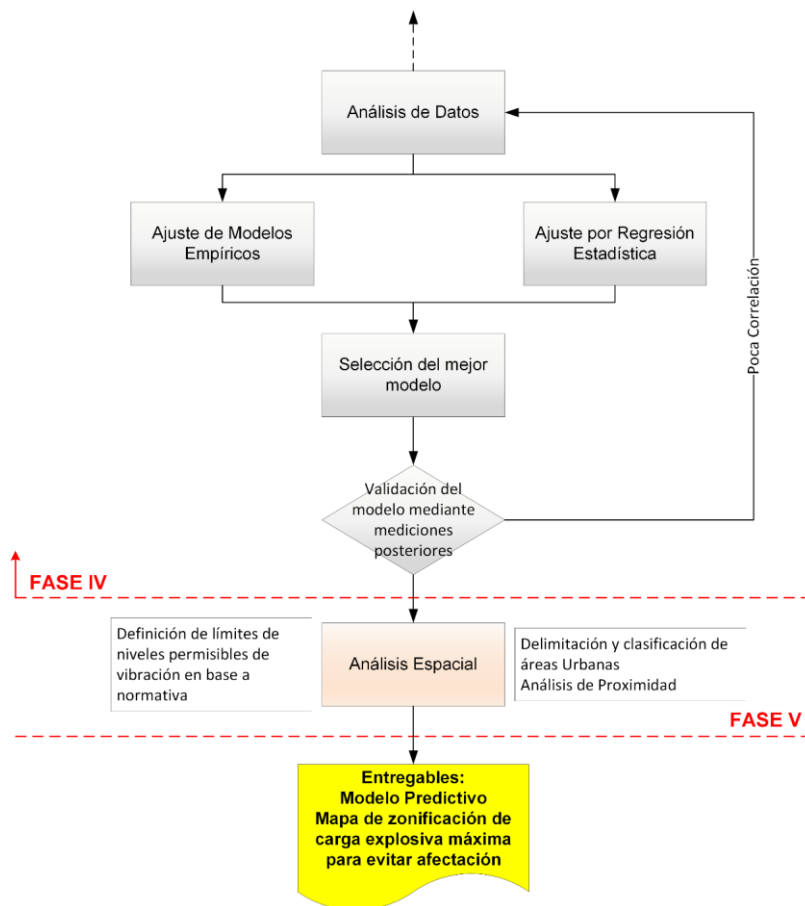 Análisis de Datos
Ajuste de Modelos
Empíricos
Ajuste por Regresión
Estadística
Poca Correlación
Selección del mejor
modelo
Validación del
modelo mediante
mediciones
posteriores
FASE IV
Definición de límites de
niveles permisibles de
vibración en base a
normativa
Análisis Espacial
Delimitación y clasificación de
áreas Urbanas
Análisis de Proximidad
FASE V
Entregables:
Modelo Predictivo
Mapa de zonificación de
carga explosiva máxima
para evitar afectación